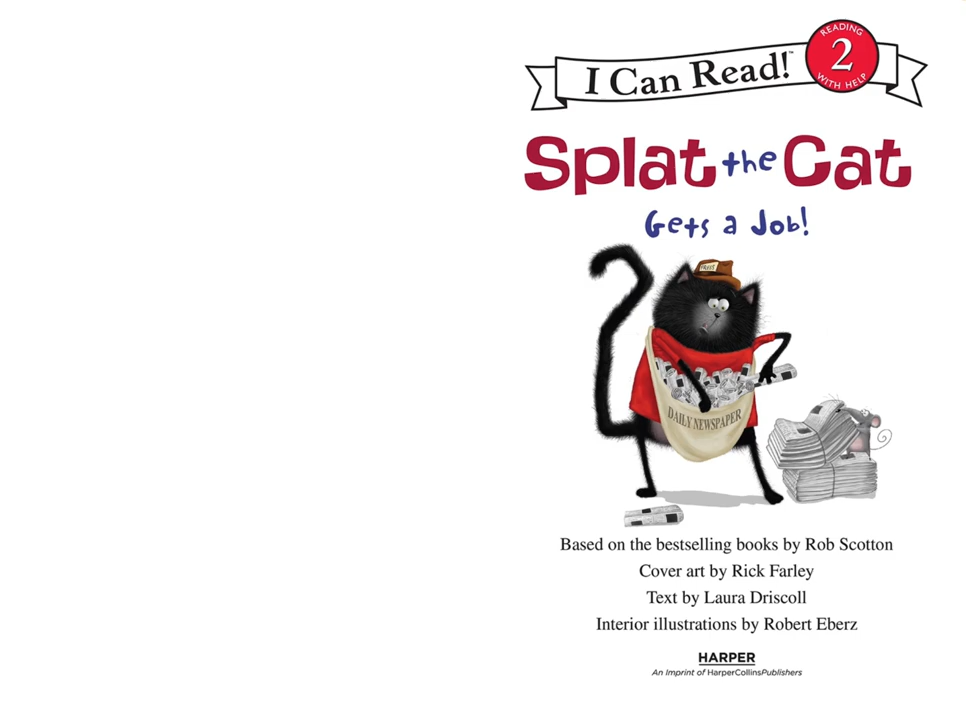 I Can Read!™
READING
2
WITH HELP
Splat the Cat
Gets a Job!
PRESS
DAILY NEWSPAPER
Based on the bestselling books by Rob Scotton
Cover art by Rick Farley
Text by Laura Driscoll
Interior illustrations by Robert Eberz
HARPER
An Imprint of HarperCollinsPublishers